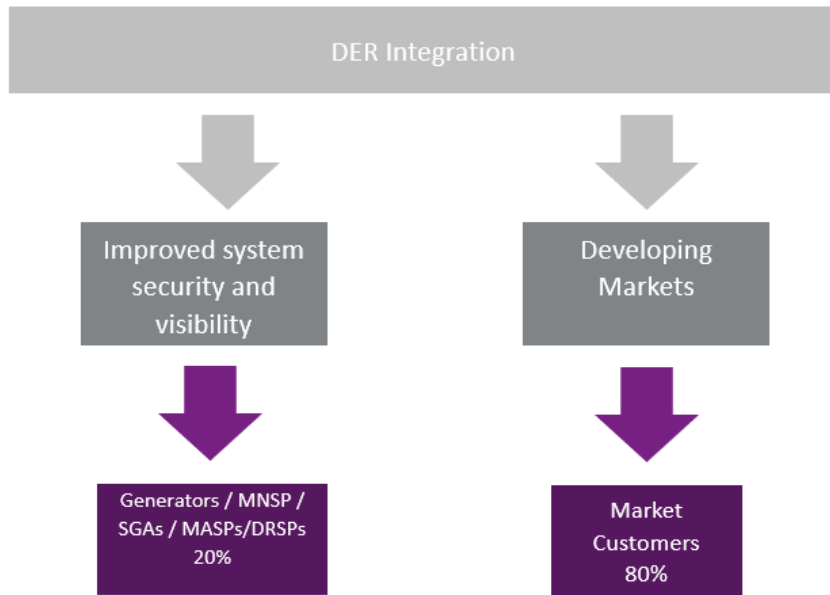 DER Integration
Improved system
security and
visibility
Developing
Markets
Generators / MNSP /
SGAs / MASPs/DRSPs
20%
Market
Customers
80%